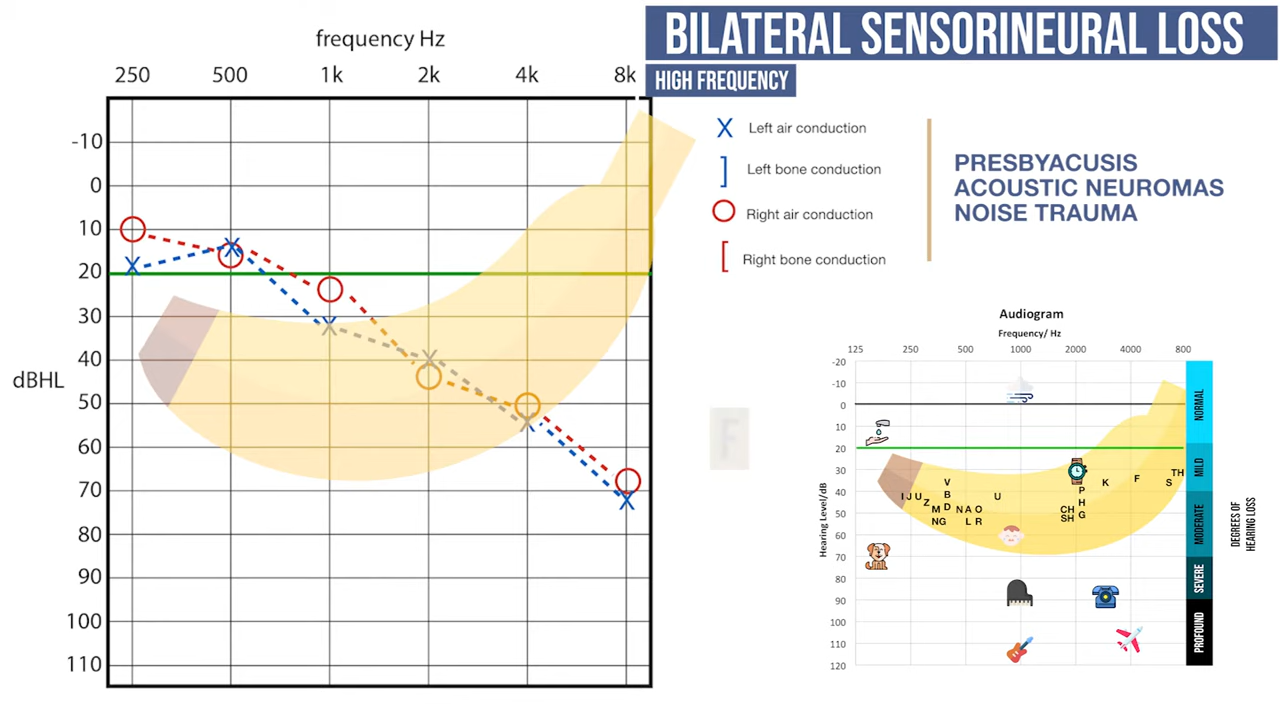 BILATERAL SENSORINEURAL LOSS
HIGH FREQUENCY
frequency Hz
250 500 1k 2k 4k 8k
dBHL
-10
0
10
20
30
40
50
60
70
80
90
100
110
X Left air conduction
] Left bone conduction
O Right air conduction
[ Right bone conduction
PRESBYACUSIS
ACOUSTIC NEUROMAS
NOISE TRAUMA
F
Audiogram
Frequency/ Hz
125 250 500 1000 2000 4000 800
Hearing Level/dB
-20
-10
0
10
20
30
40
50
60
70
80
90
100
110
120
TH
V K F S
I J U B U P
Z D H
M N A O CH G
NG L R SH
NORMAL
MILD
MODERATE
SEVERE
PROFOUND
DEGREES OF
HEARING LOSS